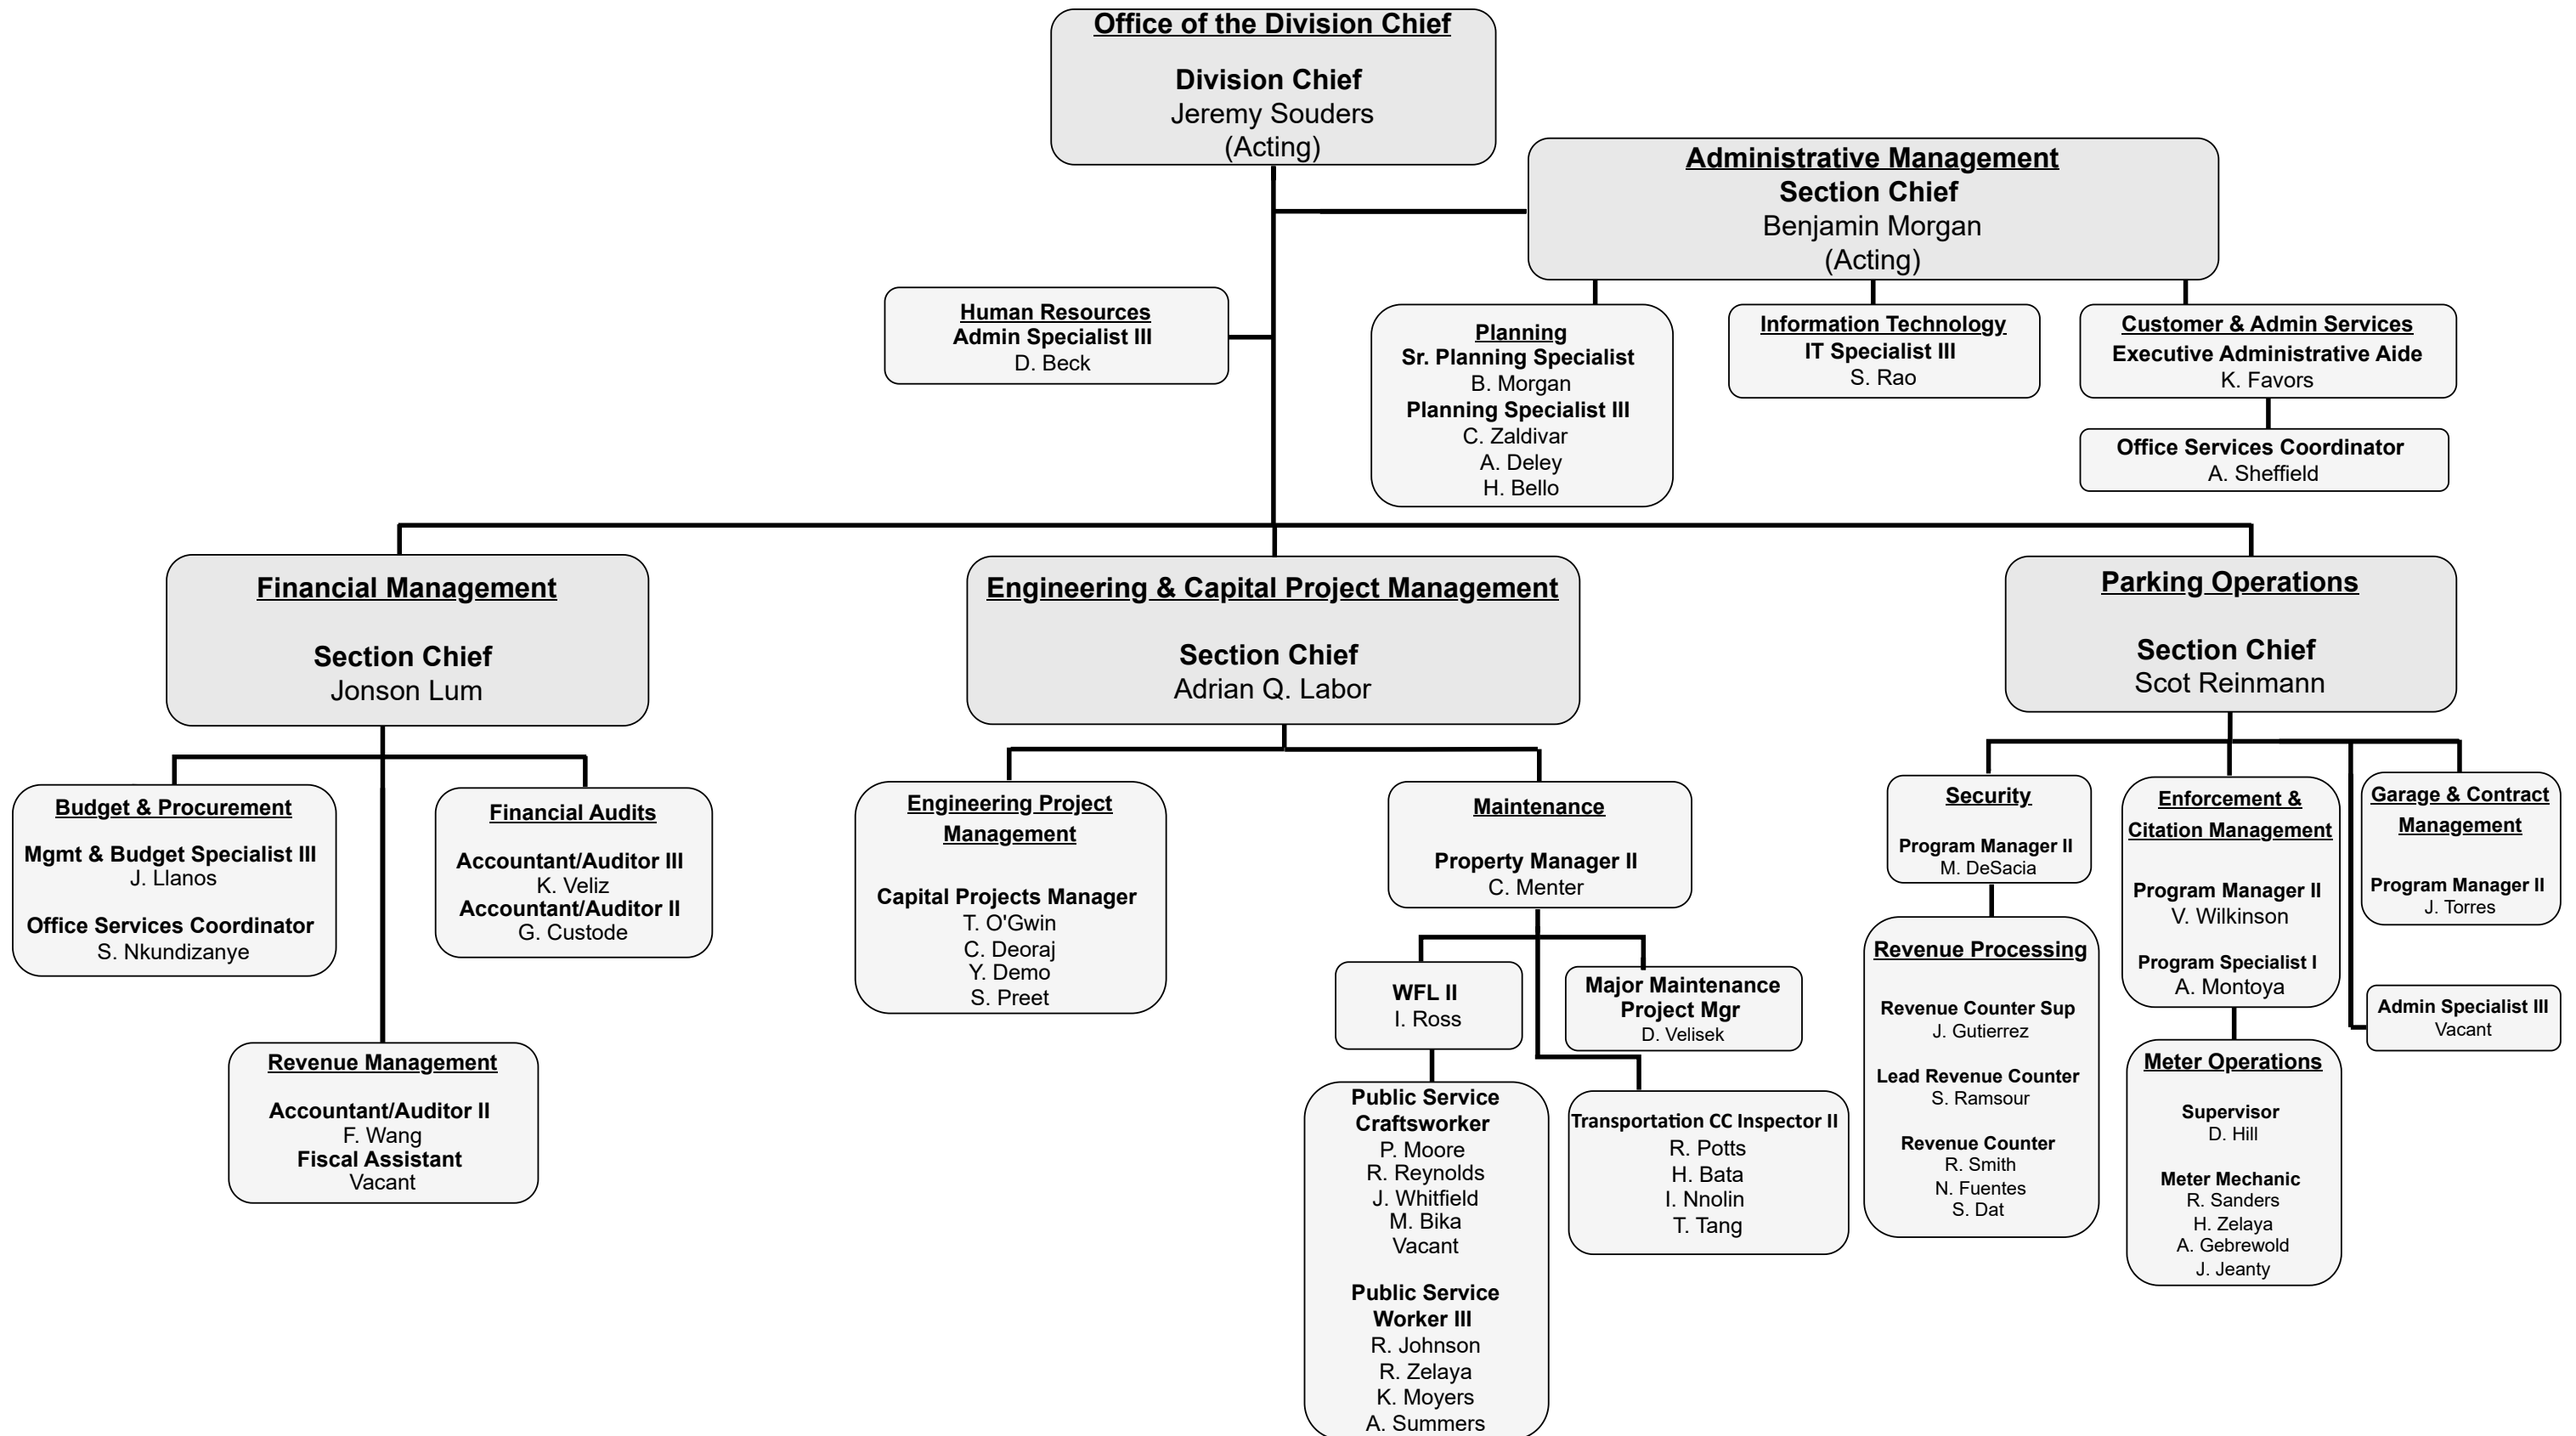 Office of the Division Chief
Division Chief
Jeremy Souders
(Acting)
Administrative Management
Section Chief
Benjamin Morgan
(Acting)
Human Resources
Admin Specialist III
D. Beck
Planning
Sr. Planning Specialist
B. Morgan
Planning Specialist III
C. Zaldivar
A. Deley
H. Bello
Information Technology
IT Specialist III
S. Rao
Customer & Admin Services
Executive Administrative Aide
K. Favors
Office Services Coordinator
A. Sheffield
Financial Management
Section Chief
Jonson Lum
Engineering & Capital Project Management
Section Chief
Adrian Q. Labor
Parking Operations
Section Chief
Scot Reinmann
Budget & Procurement
Mgmt & Budget Specialist III
J. Llanos
Office Services Coordinator
S. Nkundizanye
Financial Audits
Accountant/Auditor III
K. Veliz
Accountant/Auditor II
G. Custode
Revenue Management
Accountant/Auditor II
F. Wang
Fiscal Assistant
Vacant
Engineering Project
Management
Capital Projects Manager
T. O'Gwin
C. Deoraj
Y. Demo
S. Preet
Maintenance
Property Manager II
C. Menter
WFL II
I. Ross
Major Maintenance
Project Mgr
D. Velisek
Public Service
Craftsworker
P. Moore
R. Reynolds
J. Whitfield
M. Bika
Vacant
Public Service
Worker III
R. Johnson
R. Zelaya
K. Moyers
A. Summers
Transportation CC Inspector II
R. Potts
H. Bata
I. Nnolin
T. Tang
Security
Program Manager II
M. DeSacia
Revenue Processing
Revenue Counter Sup
J. Gutierrez
Lead Revenue Counter
S. Ramsour
Revenue Counter
R. Smith
N. Fuentes
S. Dat
Enforcement &
Citation Management
Program Manager II
V. Wilkinson
Program Specialist I
A. Montoya
Meter Operations
Supervisor
D. Hill
Meter Mechanic
R. Sanders
H. Zelaya
A. Gebrewold
J. Jeanty
Garage & Contract
Management
Program Manager II
J. Torres
Admin Specialist III
Vacant